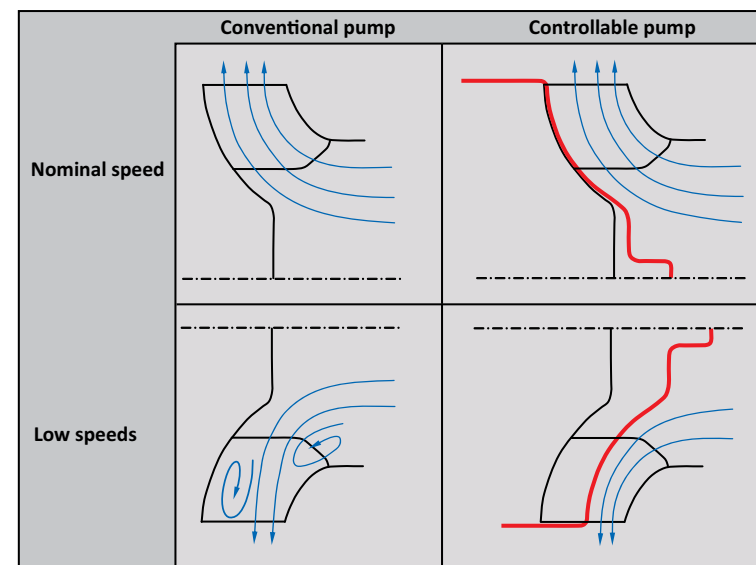 Conventional pump
Controllable pump
Nominal speed
Low speeds